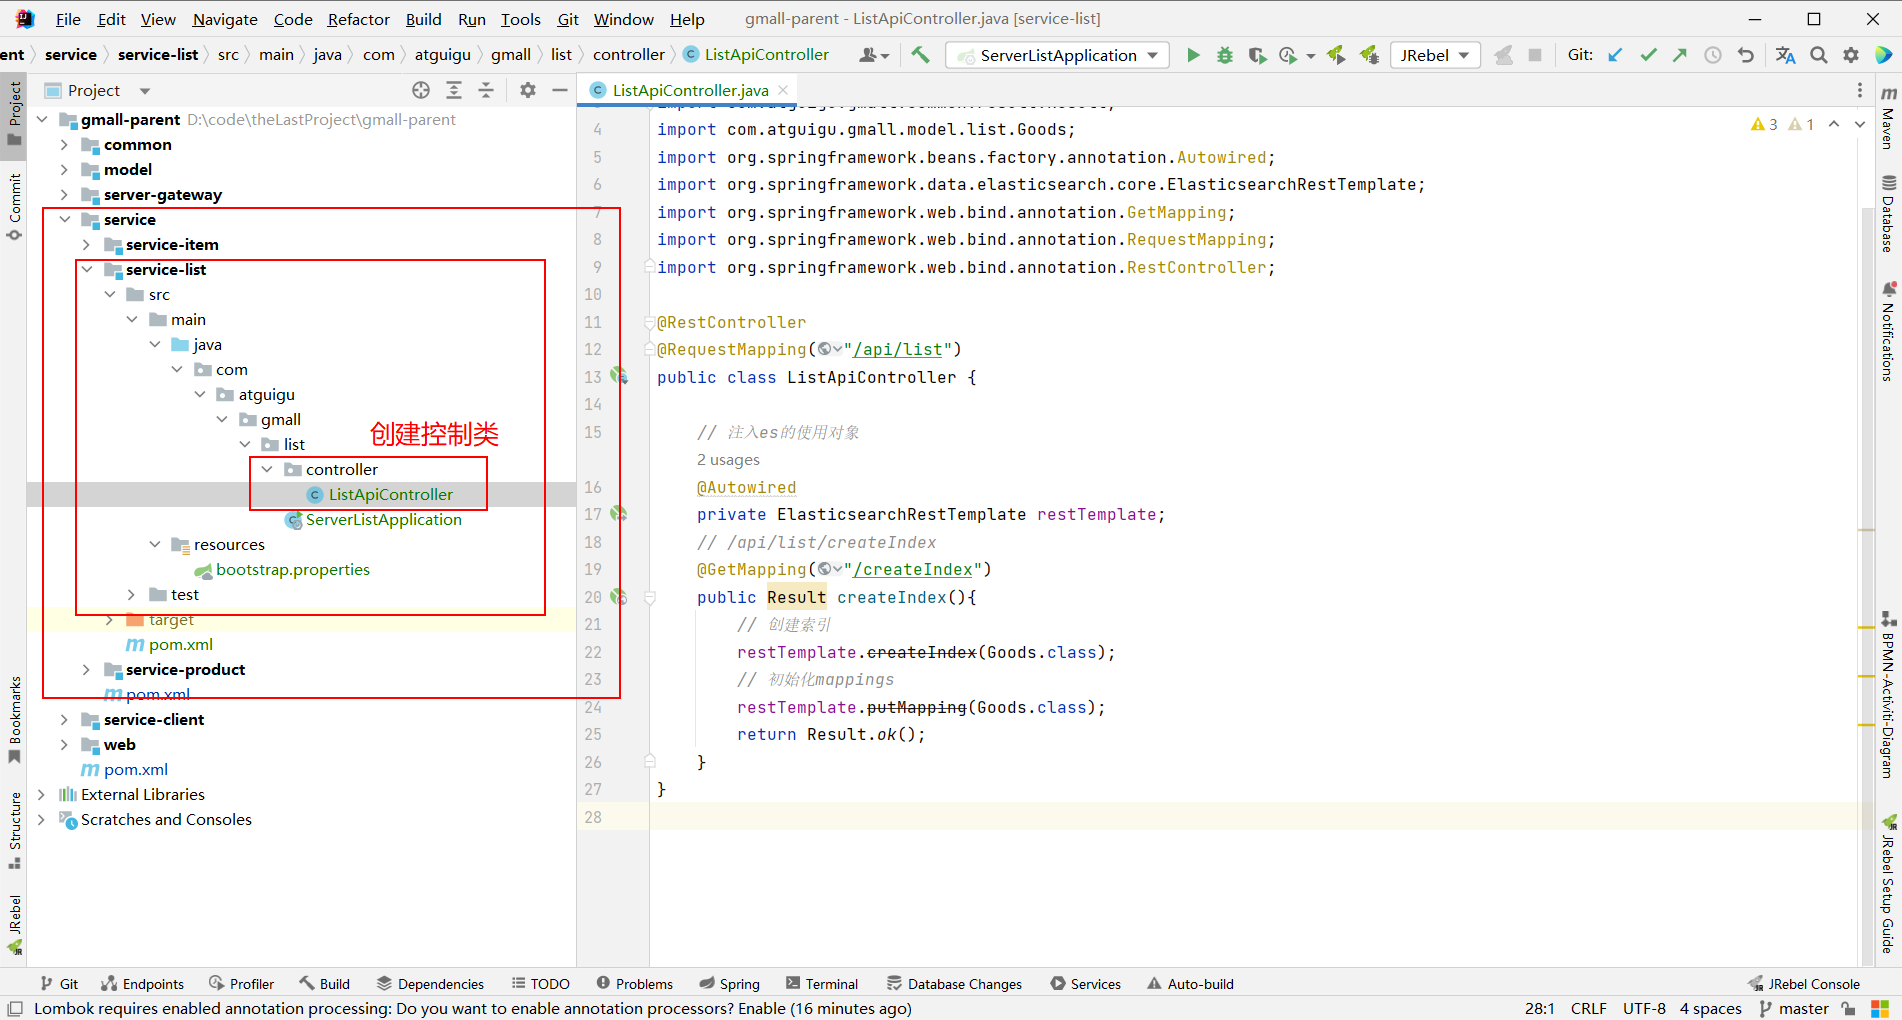 File Edit View Navigate Code Refactor Build Run Tools Git Window Help gmall-parent - ListApiController.java [service-list]
ent service service-list src main java com atguigu gmall list controller ListApiController ServerListApplication JRebel Git:
Project
gmall-parent D:\code\theLastProject\gmall-parent
common
model
server-gateway
service
service-item
service-list
src
main
java
com
atguigu
gmall
list
controller
ListApiController
ServerListApplication
resources
bootstrap.properties
test
target
pom.xml
service-product
pom.xml
service-client
web
pom.xml
External Libraries
Scratches and Consoles
创建控制类
ListApiController.java
3 1
4 import com.atguigu.gmall.model.list.Goods;
5 import org.springframework.beans.factory.annotation.Autowired;
6 import org.springframework.data.elasticsearch.core.ElasticsearchRestTemplate;
7 import org.springframework.web.bind.annotation.GetMapping;
8 import org.springframework.web.bind.annotation.RequestMapping;
9 import org.springframework.web.bind.annotation.RestController;
10
11 @RestController
12 @RequestMapping("/api/list")
13 public class ListApiController {
14
15 // 注入es的使用对象
2 usages
16 @Autowired
17 private ElasticsearchRestTemplate restTemplate;
18 // /api/list/createIndex
19 @GetMapping("/createIndex")
20 public Result createIndex(){
21 // 创建索引
22 restTemplate.createIndex(Goods.class);
23 // 初始化mappings
24 restTemplate.putMapping(Goods.class);
25 return Result.ok();
26 }
27 }
28
Project
Commit
Bookmarks
Structure
JRebel
Maven
Database
Notifications
BPMN-Activiti-Diagram
JRebel Setup Guide
Git Endpoints Profiler Build Dependencies TODO Problems Spring Terminal Database Changes Services Auto-build JRebel Console
Lombok requires enabled annotation processing: Do you want to enable annotation processors? Enable (16 minutes ago) 28:1 CRLF UTF-8 4 spaces master